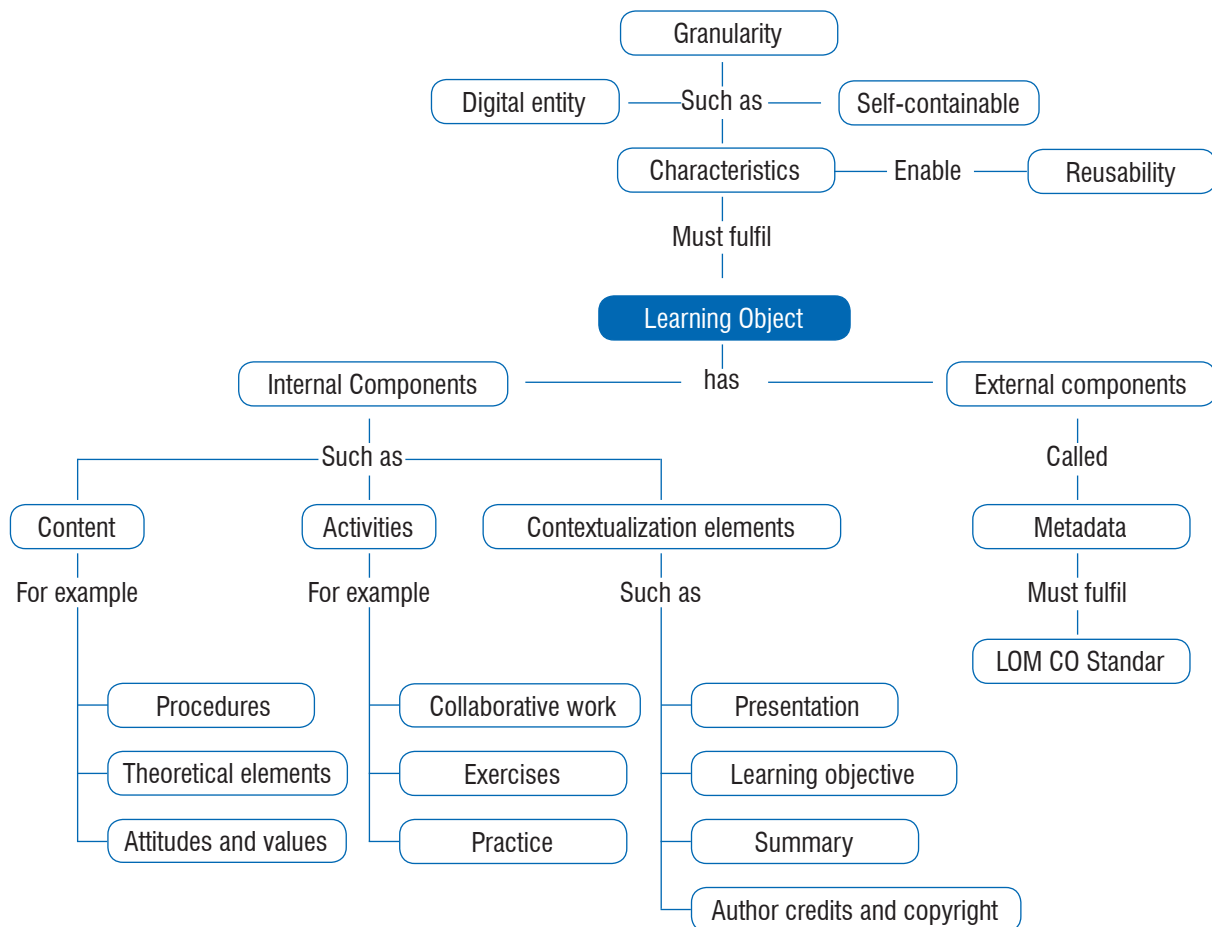 Granularity
Digital entity
Such as
Self-containable
Characteristics
Enable
Reusability
Must fulfil
Learning Object
Internal Components
has
External components
Such as
Called
Content
Activities
Contextualization elements
Metadata
For example
For example
Such as
Must fulfil
LOM CO Standar
Procedures
Collaborative work
Presentation
Theoretical elements
Exercises
Learning objective
Attitudes and values
Practice
Summary
Author credits and copyright